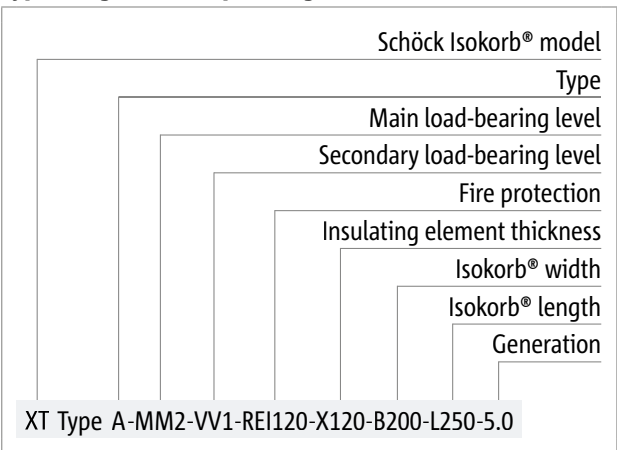 Schöck Isokorb® model
Type
Main load-bearing level
Secondary load-bearing level
Fire protection
Insulating element thickness
Isokorb® width
Isokorb® length
Generation
XT Type A-MM2-VV1-REI120-X120-B200-L250-5.0